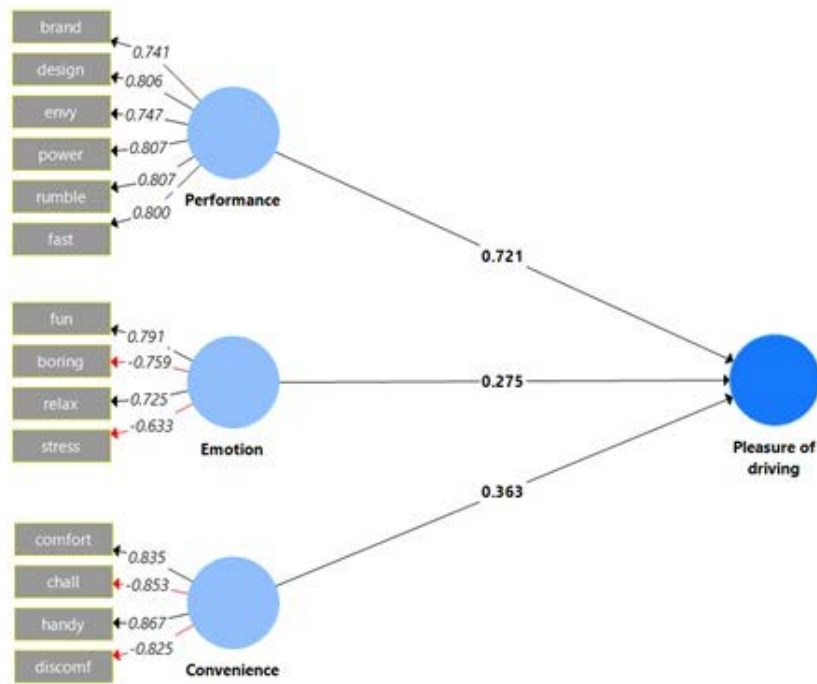 brand
0.741
design
0.806
envy
0.747
power
0.807
rumble
0.807
fast
0.800
Performance
0.721
fun
0.791
boring
-0.759
relax
0.725
stress
-0.633
Emotion
0.275
Pleasure of
driving
0.363
comfort
0.835
chall
-0.853
handy
0.867
discomf
-0.825
Convenience